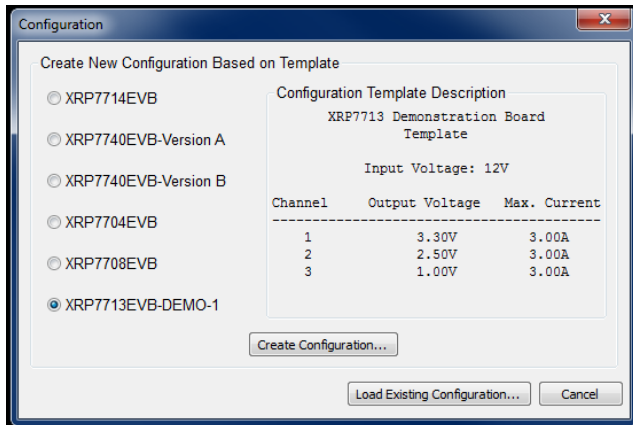 Configuration
Create New Configuration Based on Template
XRP7714EVB
XRP7740EVB-Version A
XRP7740EVB-Version B
XRP7704EVB
XRP7708EVB
XRP7713EVB-DEMO-1
Configuration Template Description
XRP7713 Demonstration Board
Template
Input Voltage: 12V
Channel Output Voltage Max. Current
--------------------------------------------
1 3.30V 3.00A
2 2.50V 3.00A
3 1.00V 3.00A
Create Configuration...
Load Existing Configuration... Cancel